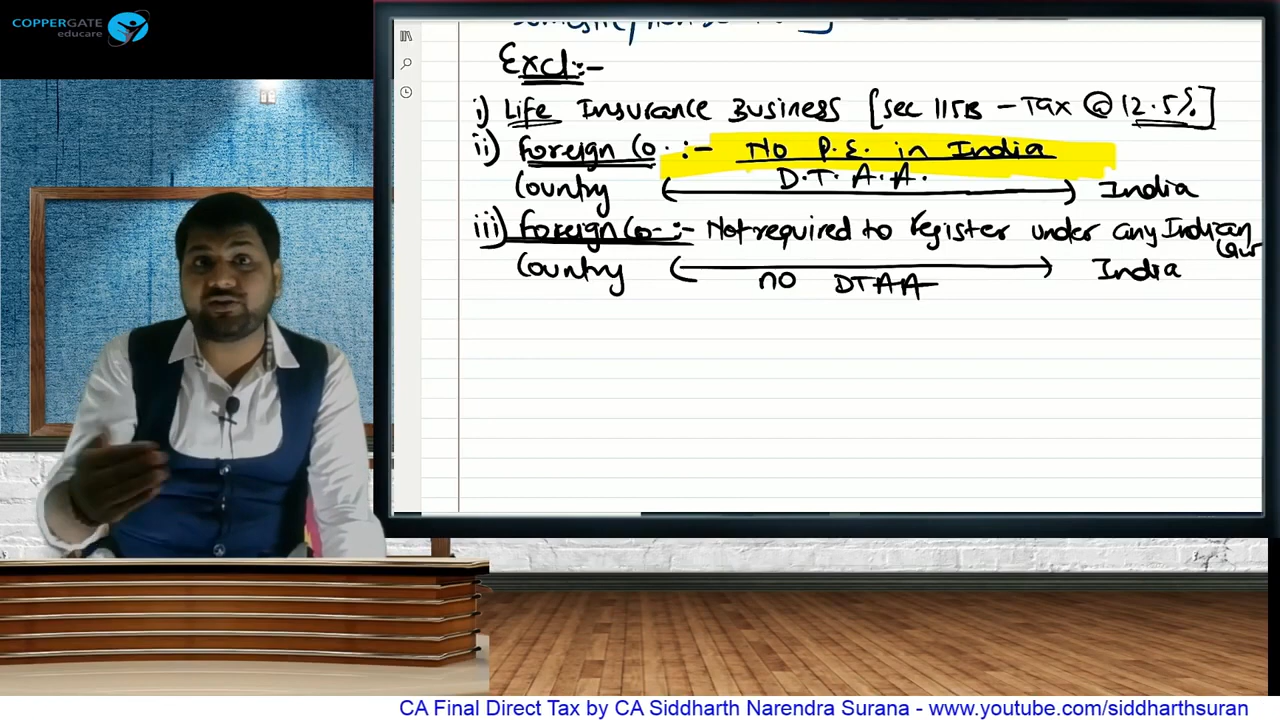 COPPERGATE
educare
Excl:-
i) Life Insurance Business [Sec 115B - Tax @ 12.5%]
ii) Foreign Co. :- No P.E. in India
Country D.T.A.A. India
iii) Foreign Co- :- Not required to register under any Indian Law
Country no DTAA India
CA Final Direct Tax by CA Siddharth Narendra Surana - www.youtube.com/siddharthsuran